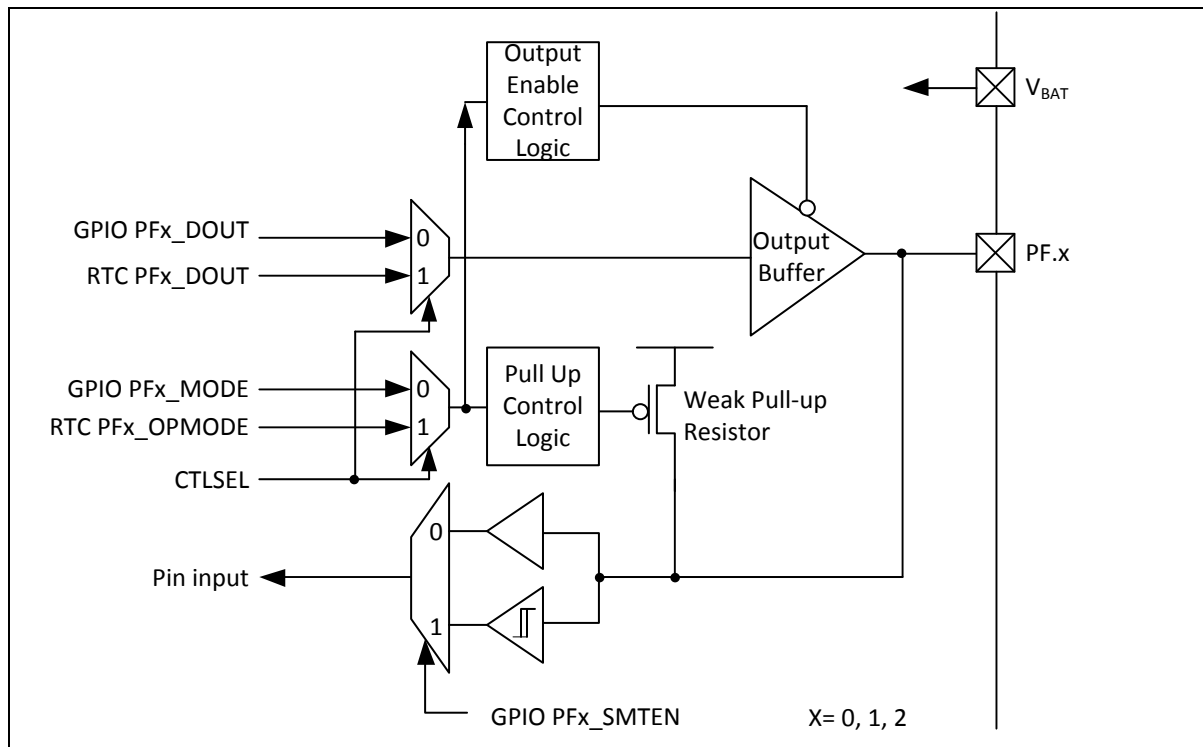 Output
Enable
Control
Logic
V_BAT
GPIO PFx_DOUT
0
RTC PFx_DOUT
1
Output
Buffer
PF.x
GPIO PFx_MODE
0
RTC PFx_OPMODE
1
Pull Up
Control
Logic
Weak Pull-up
Resistor
CTLSEL
0
Pin input
1
GPIO PFx_SMTEN
X= 0, 1, 2